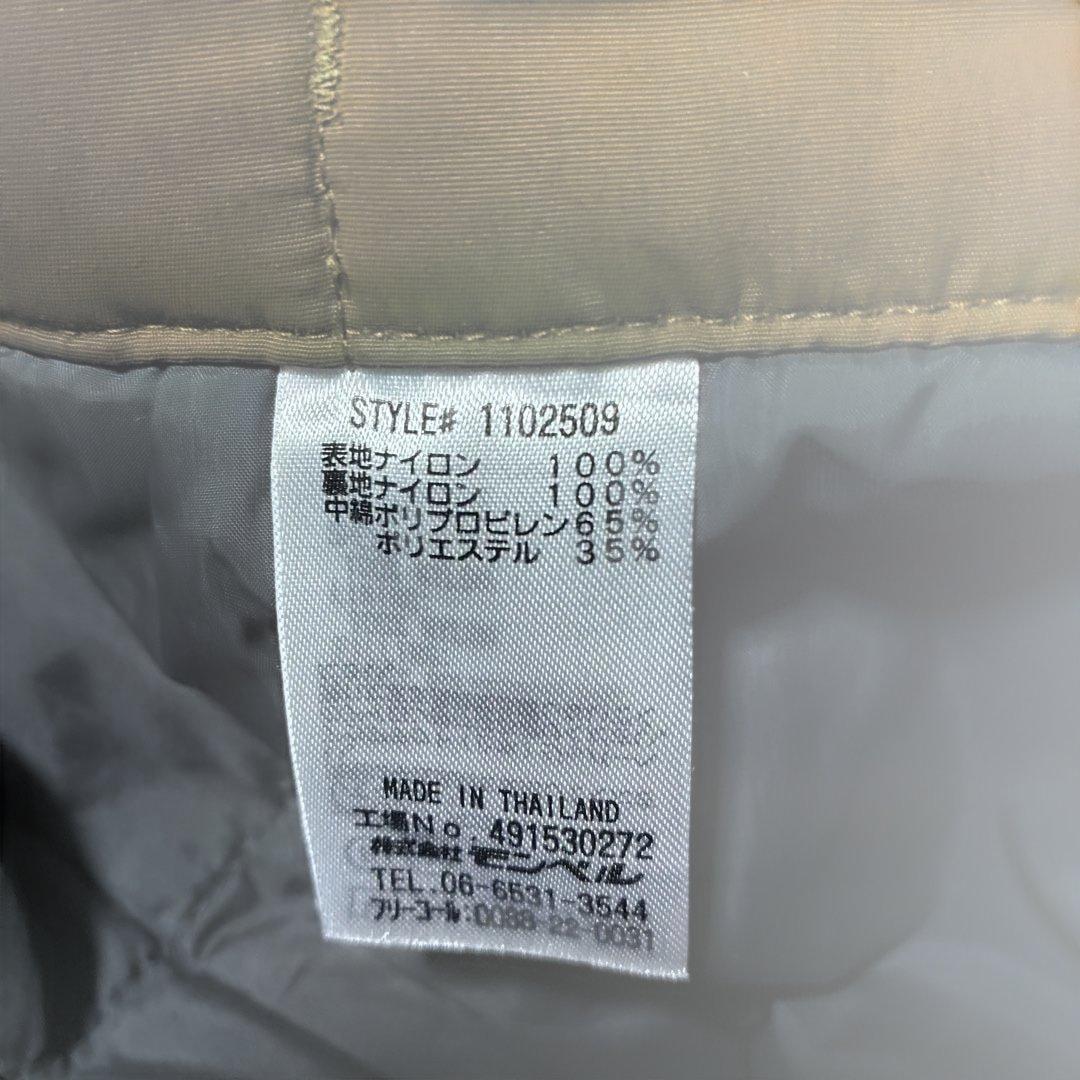 STYLE# 1102509
表地ナイロン 100%
裏地ナイロン 100%
中綿ポリプロピレン65%
ポリエステル 35%
MADE IN THAILAND
工場No. 491530272
株式会社モンベル
TEL.06-6531-3544
フリーコール:0088-22-0031